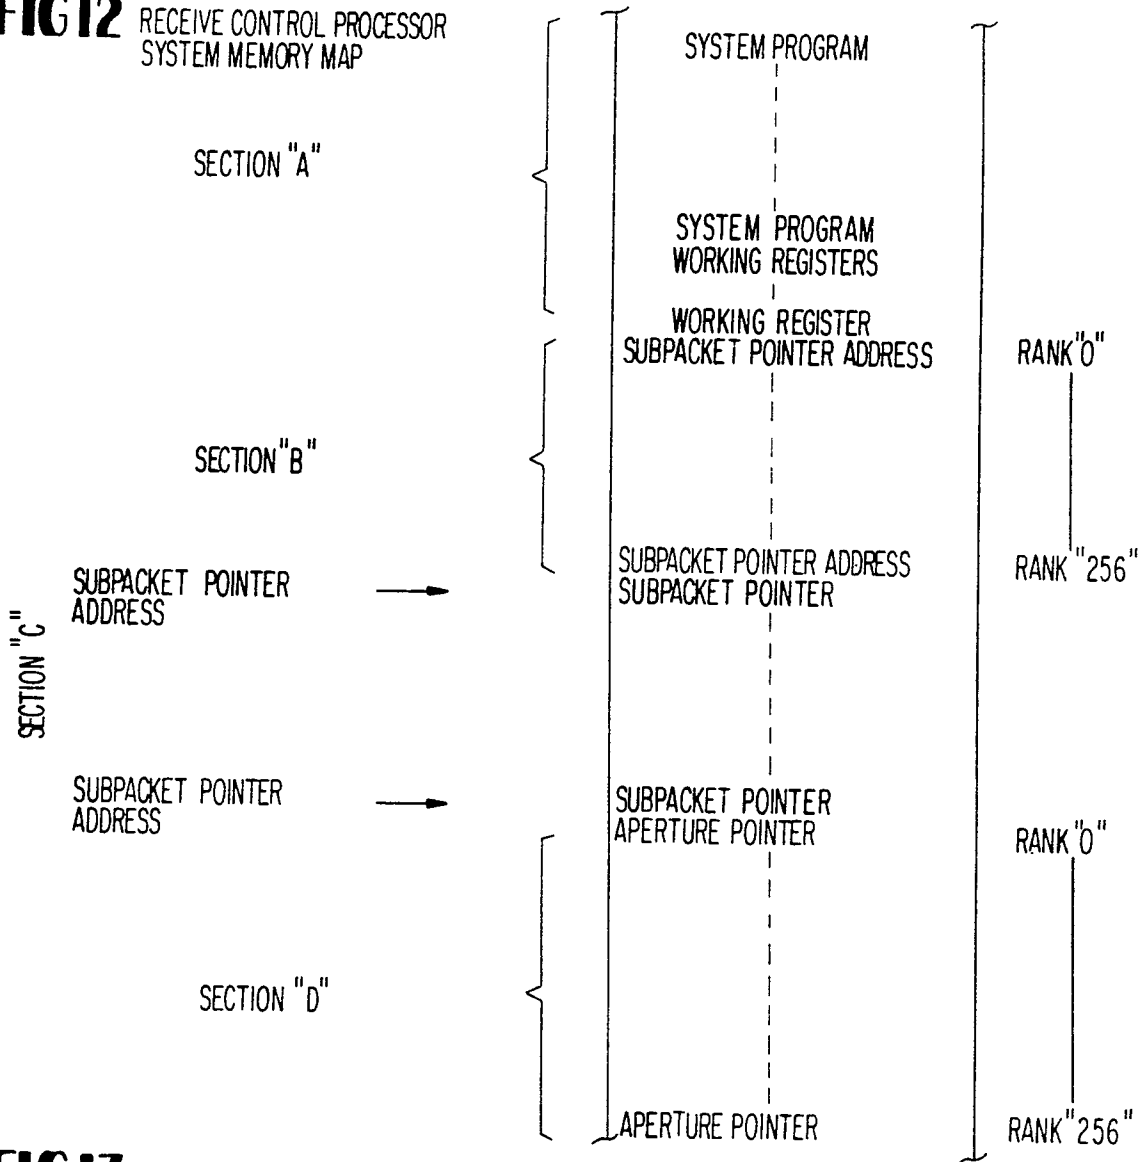 FIG 12 RECEIVE CONTROL PROCESSOR
SYSTEM MEMORY MAP
SYSTEM PROGRAM
SECTION "A"
SYSTEM PROGRAM
WORKING REGISTERS
WORKING REGISTER
SUBPACKET POINTER ADDRESS RANK "0"
SECTION "B"
SUBPACKET POINTER ADDRESS RANK "256"
SUBPACKET POINTER
SUBPACKET POINTER
ADDRESS
SECTION "C"
SUBPACKET POINTER
ADDRESS
SUBPACKET POINTER
APERTURE POINTER RANK "0"
SECTION "D"
APERTURE POINTER RANK "256"